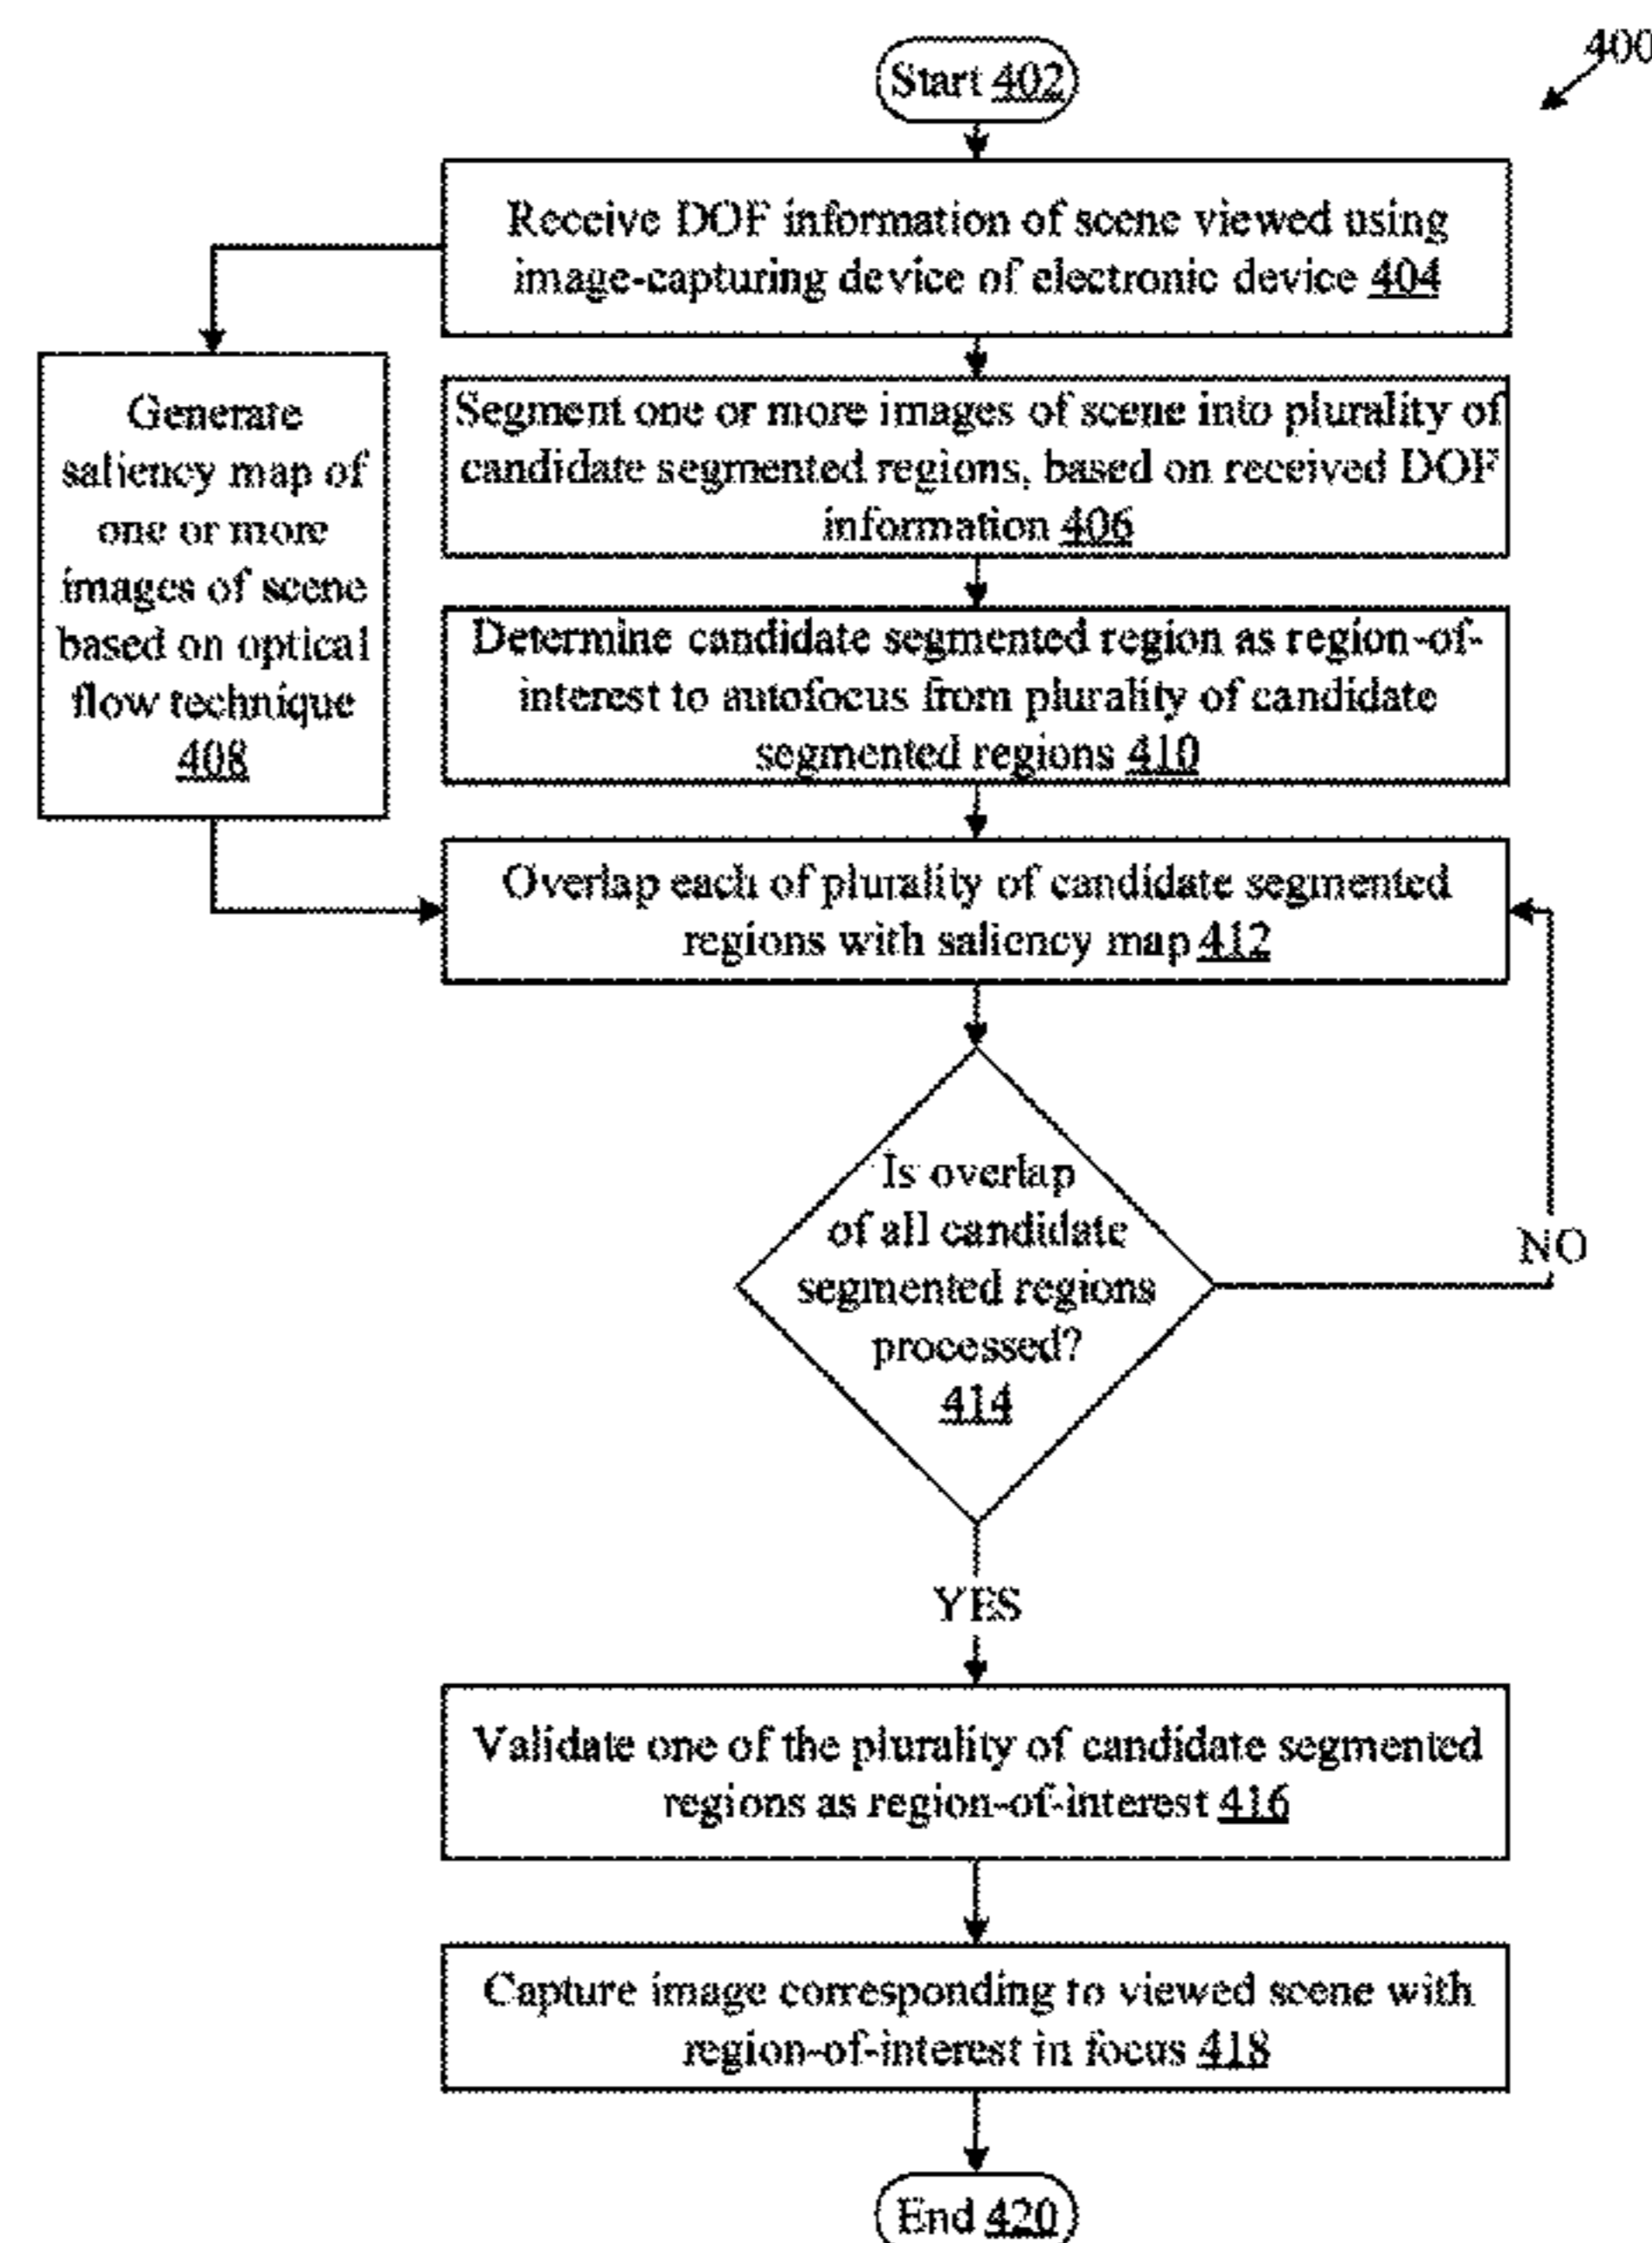 400
Start 402
Receive DOF information of scene viewed using
image-capturing device of electronic device 404
Segment one or more images of scene into plurality of
candidate segmented regions, based on received DOF
information 406
Generate
saliency map of
one or more
images of scene
based on optical
flow technique
408
Determine candidate segmented region as region-of-
interest to autofocus from plurality of candidate
segmented regions 410
Overlap each of plurality of candidate segmented
regions with saliency map 412
Is overlap
of all candidate
segmented regions
processed?
414
NO
YES
Validate one of the plurality of candidate segmented
regions as region-of-interest 416
Capture image corresponding to viewed scene with
region-of-interest in focus 418
End 420